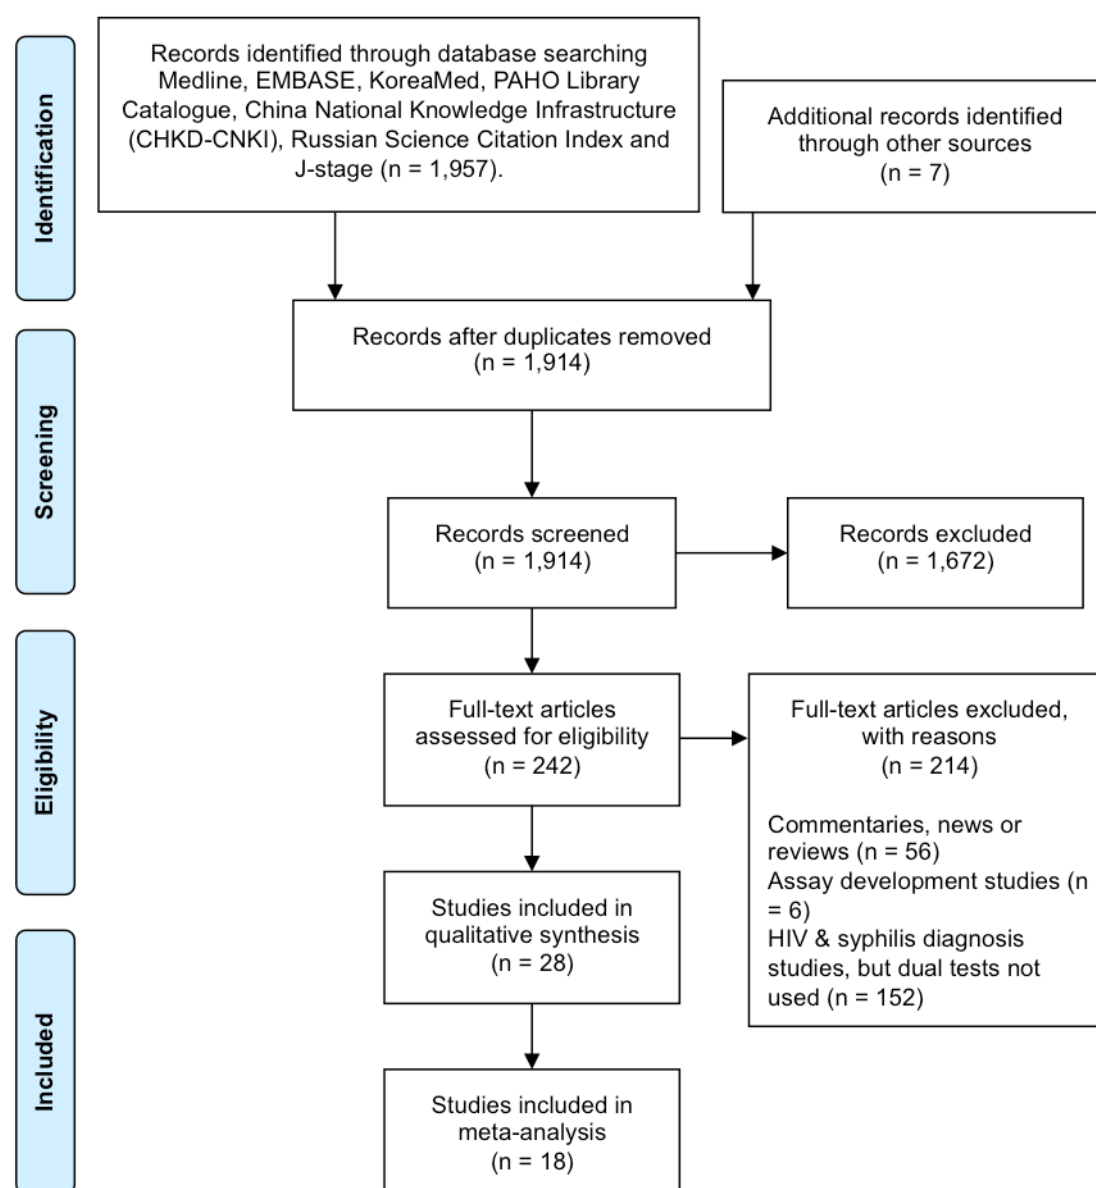 Identification
Records identified through database searching
Medline, EMBASE, KoreaMed, PAHO Library
Catalogue, China National Knowledge Infrastructure
(CHKD-CNKI), Russian Science Citation Index and
J-stage (n = 1,957).
Additional records identified
through other sources
(n = 7)
Screening
Records after duplicates removed
(n = 1,914)
Records screened
(n = 1,914)
Records excluded
(n = 1,672)
Eligibility
Full-text articles
assessed for eligibility
(n = 242)
Full-text articles excluded,
with reasons
(n = 214)
Commentaries, news or
reviews (n = 56)
Assay development studies (n
= 6)
HIV & syphilis diagnosis
studies, but dual tests not
used (n = 152)
Studies included in
qualitative synthesis
(n = 28)
Included
Studies included in
meta-analysis
(n = 18)